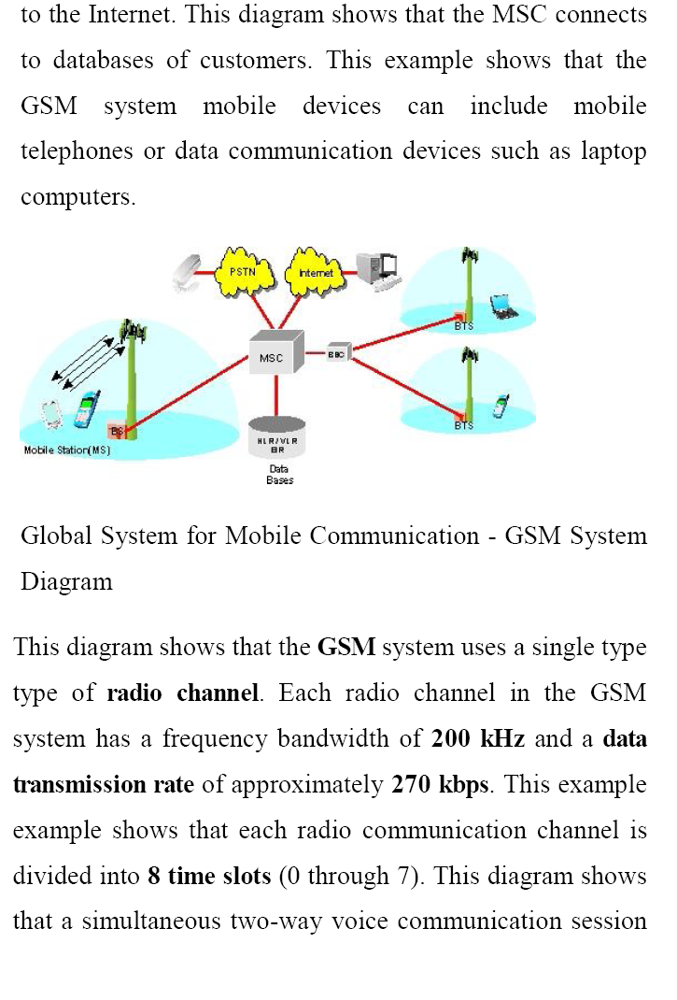 to the Internet. This diagram shows that the MSC connects
to databases of customers. This example shows that the
GSM system mobile devices can include mobile
telephones or data communication devices such as laptop
computers.
PSTN
Internet
BTS
MSC
BSC
BTS
BS
Mobile Station(MS)
HLR/VLR
EIR
Data
Bases
Global System for Mobile Communication - GSM System
Diagram
This diagram shows that the GSM system uses a single type
type of radio channel. Each radio channel in the GSM
system has a frequency bandwidth of 200 kHz and a data
transmission rate of approximately 270 kbps. This example
example shows that each radio communication channel is
divided into 8 time slots (0 through 7). This diagram shows
that a simultaneous two-way voice communication session